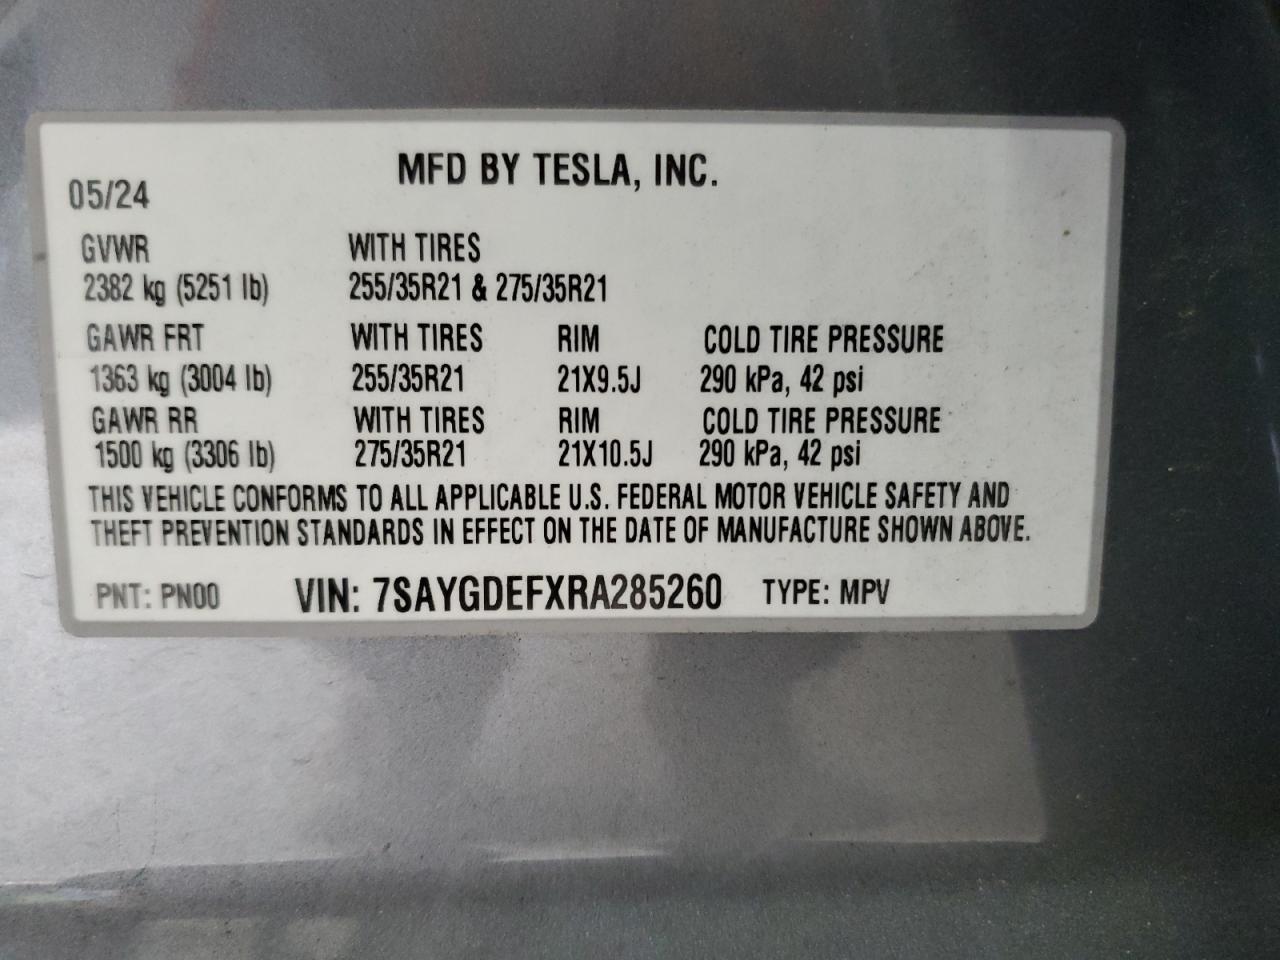 MFD BY TESLA, INC.
05/24
GVWR WITH TIRES
2382 kg (5251 lb) 255/35R21 & 275/35R21
GAWR FRT WITH TIRES RIM COLD TIRE PRESSURE
1363 kg (3004 lb) 255/35R21 21X9.5J 290 kPa, 42 psi
GAWR RR WITH TIRES RIM COLD TIRE PRESSURE
1500 kg (3306 lb) 275/35R21 21X10.5J 290 kPa, 42 psi
THIS VEHICLE CONFORMS TO ALL APPLICABLE U.S. FEDERAL MOTOR VEHICLE SAFETY AND
THEFT PREVENTION STANDARDS IN EFFECT ON THE DATE OF MANUFACTURE SHOWN ABOVE.
PNT: PN00 VIN: 7SAYGDEFXRA285260 TYPE: MPV